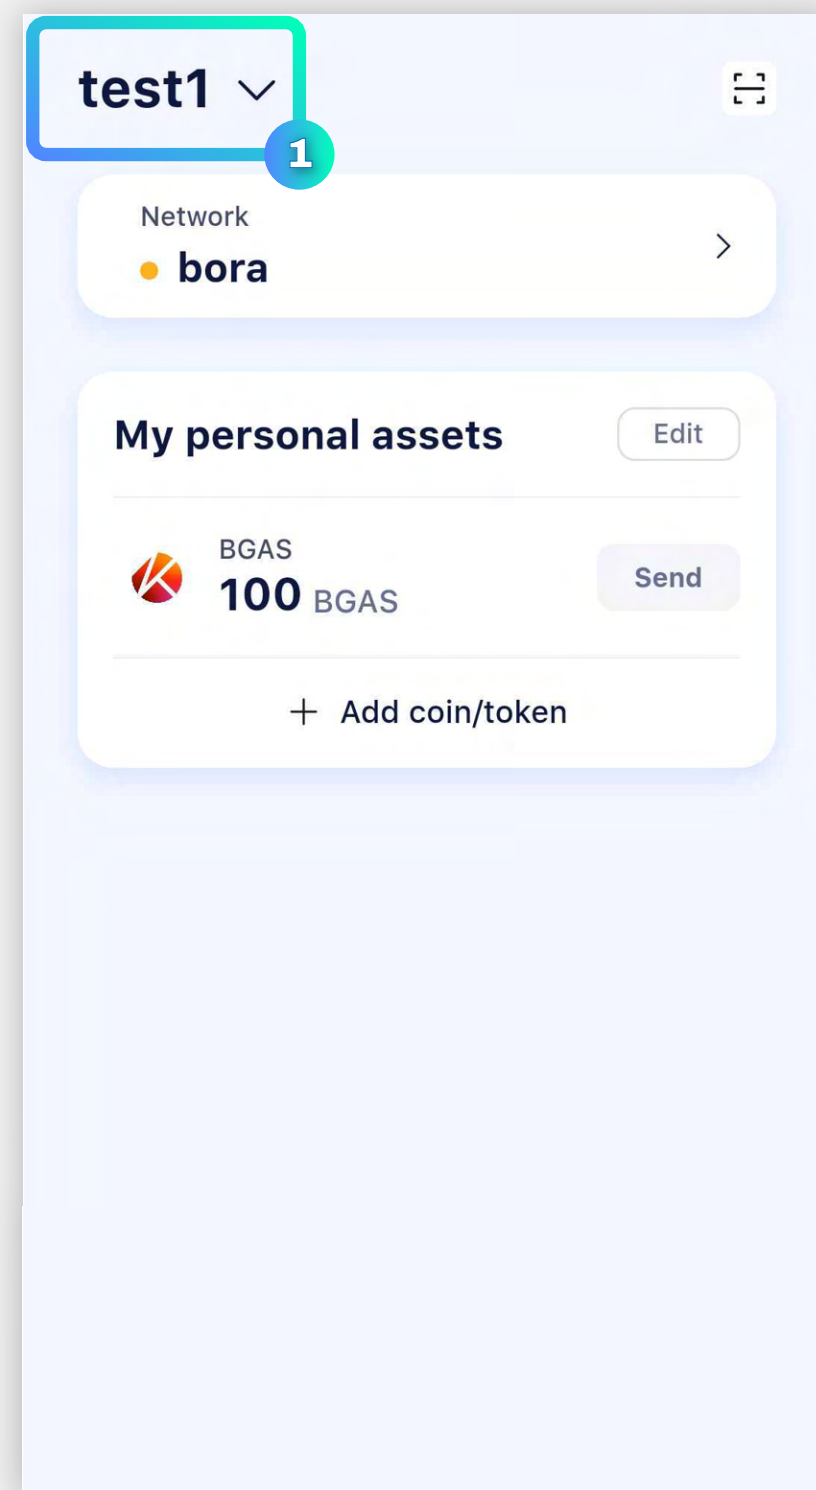 test1
1
Network
bora
My personal assets
Edit
BGAS
100 BGAS
Send
+ Add coin/token